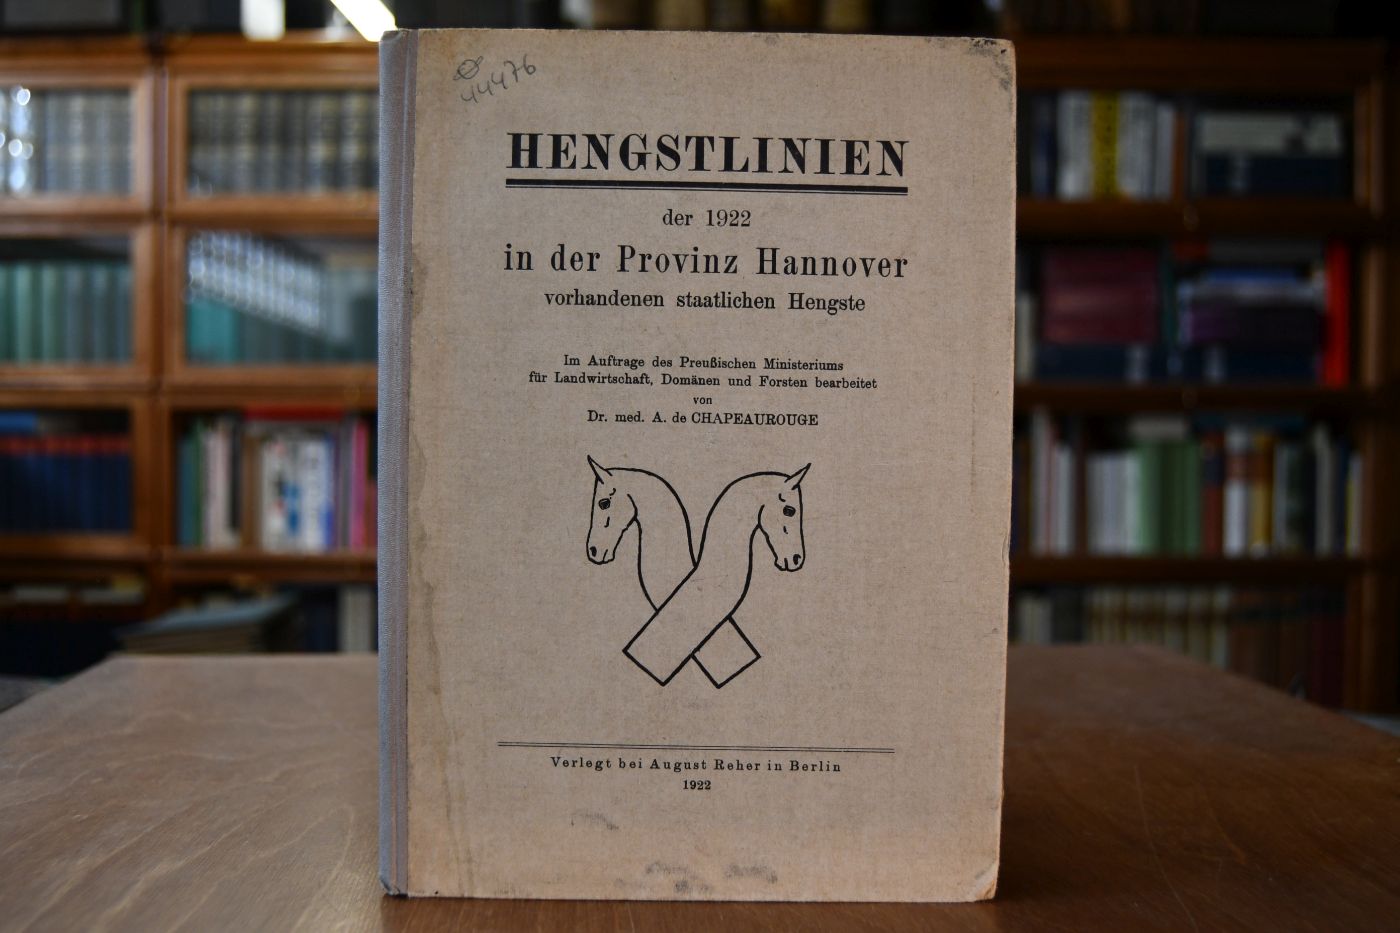 44476
HENGSTLINIEN
der 1922
in der Provinz Hannover
vorhandenen staatlichen Hengste
Im Auftrage des Preußischen Ministeriums
für Landwirtschaft, Domänen und Forsten bearbeitet
von
Dr. med. A. de CHAPEAUROUGE
Verlegt bei August Reher in Berlin
1922